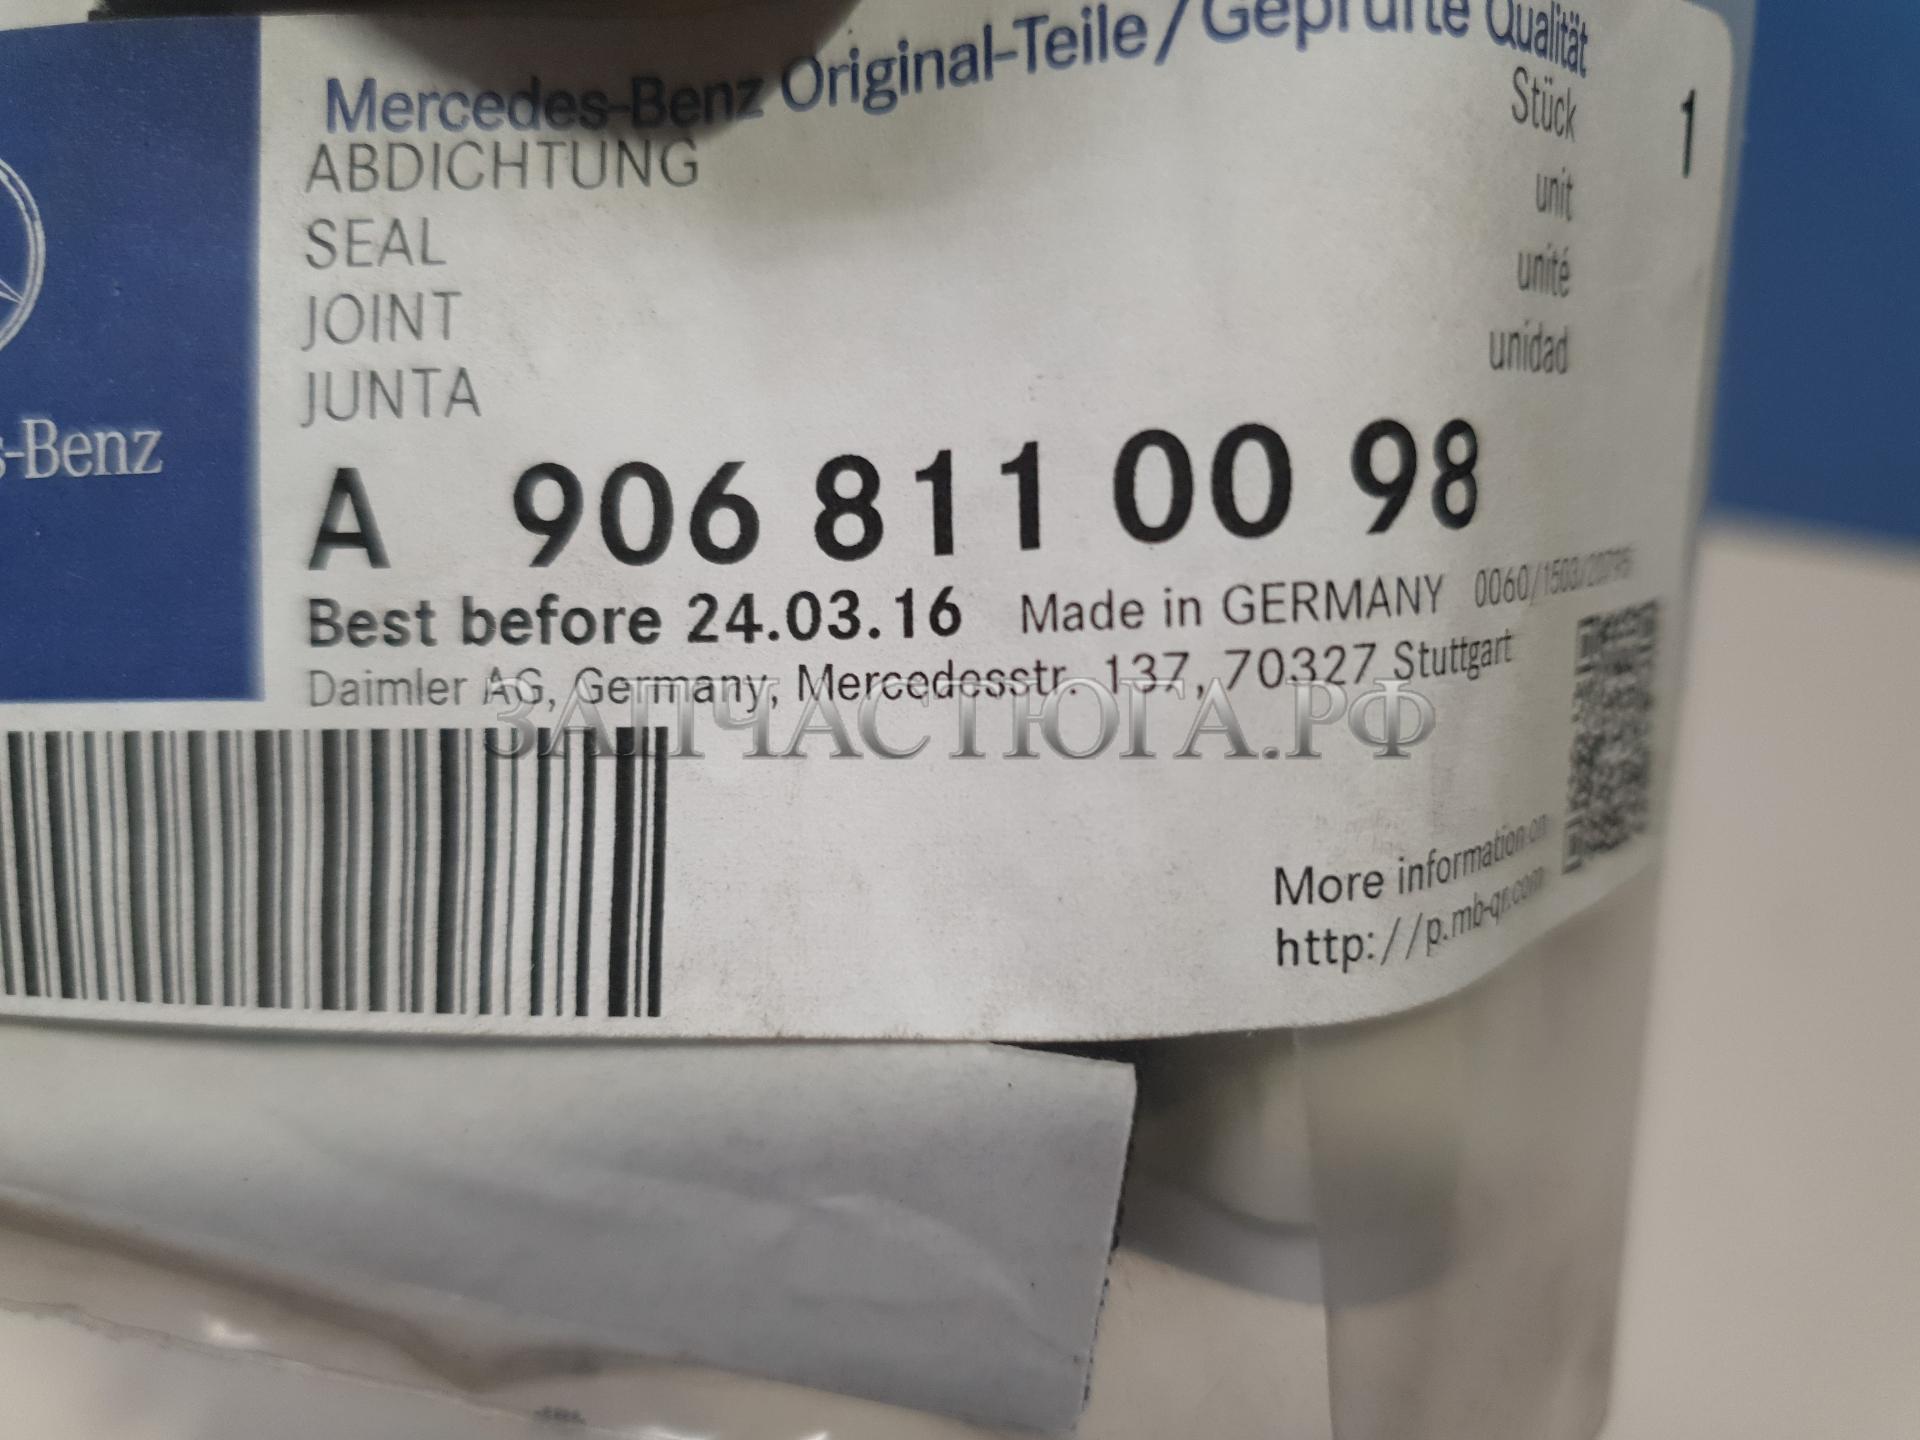 Mercedes-Benz Original-Teile/Geprüfte Qualität
ABDICHTUNG
SEAL
JOINT
JUNTA
Stück 1
unit
unité
unidad
-Benz
A 906 811 00 98
Best before 24.03.16 Made in GERMANY
Daimler AG, Germany, Mercedesstr. 137, 70327 Stuttgart
ЗАПЧАСТЮГА.РФ
More information on
http://p.mb-qr.com